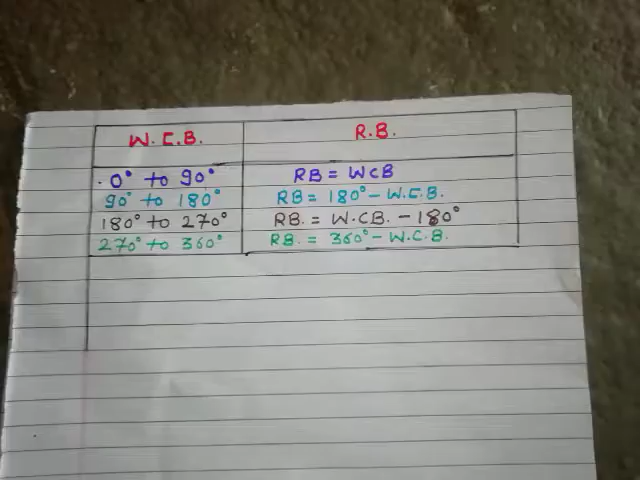 W.C.B. R.B.
0° to 90° RB = WCB
90° to 180° RB = 180° - W.C.B.
180° to 270° RB. = W.CB. - 180°
270° to 360° RB. = 360° - W.C.B.